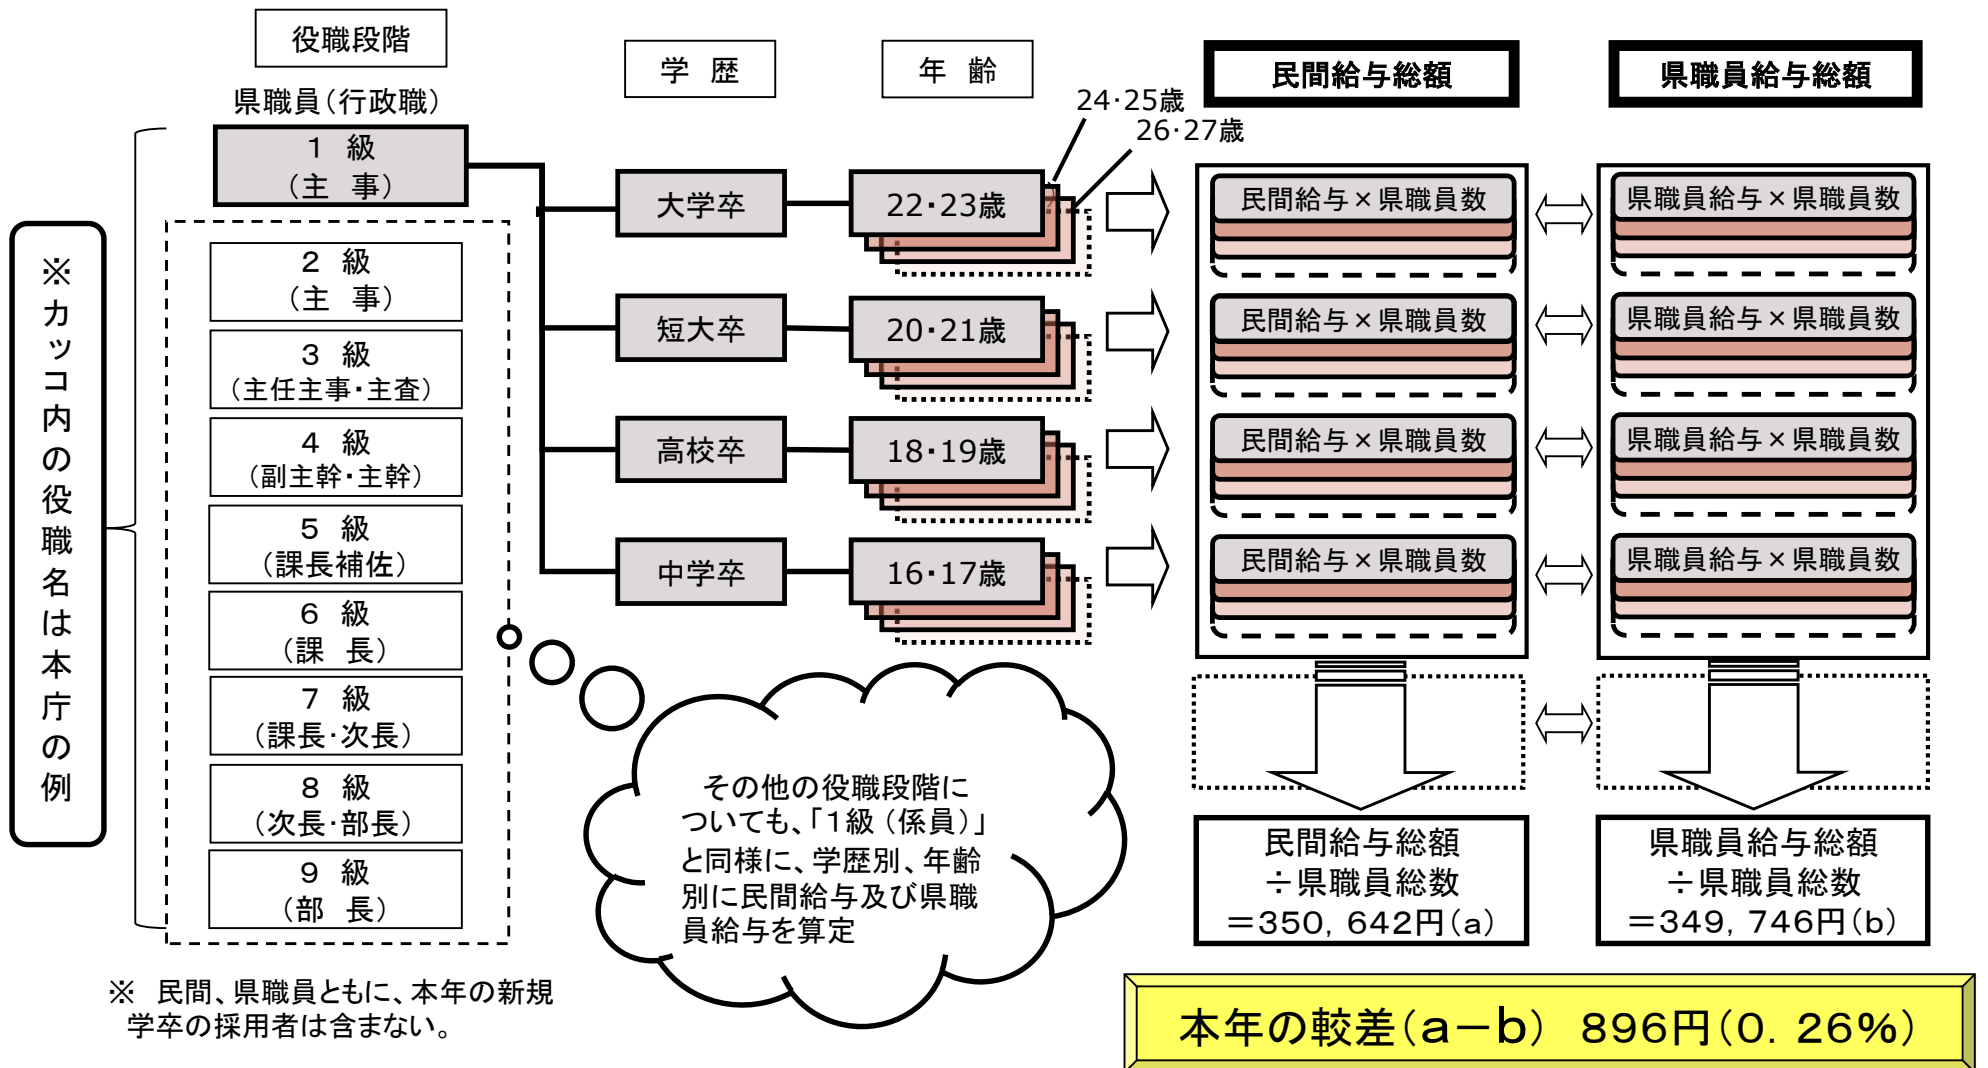 役職段階
学　歴
年　齢
民間給与総額
県職員給与総額
県職員(行政職)
24･25歳
26･27歳
1　級
(主　事)
大学卒
22･23歳
民間給与×県職員数
県職員給与×県職員数
※カッコ内の役職名は本庁の例
2　級
(主　事)
短大卒
20･21歳
民間給与×県職員数
県職員給与×県職員数
3　級
(主任主事･主査)
4　級
(副主幹･主幹)
高校卒
18･19歳
民間給与×県職員数
県職員給与×県職員数
5　級
(課長補佐)
中学卒
16･17歳
民間給与×県職員数
県職員給与×県職員数
6　級
(課　長)
7　級
(課長･次長)
8　級
(次長･部長)
9　級
(部　長)
その他の役職段階に
ついても、「1級(係員)」
と同様に、学歴別、年齢
別に民間給与及び県職
員給与を算定
民間給与総額
÷県職員総数
=350,642円(a)
県職員給与総額
÷県職員総数
=349,746円(b)
※　民間、県職員ともに、本年の新規
学卒の採用者は含まない。
本年の較差(a-b)　896円(0.26%)